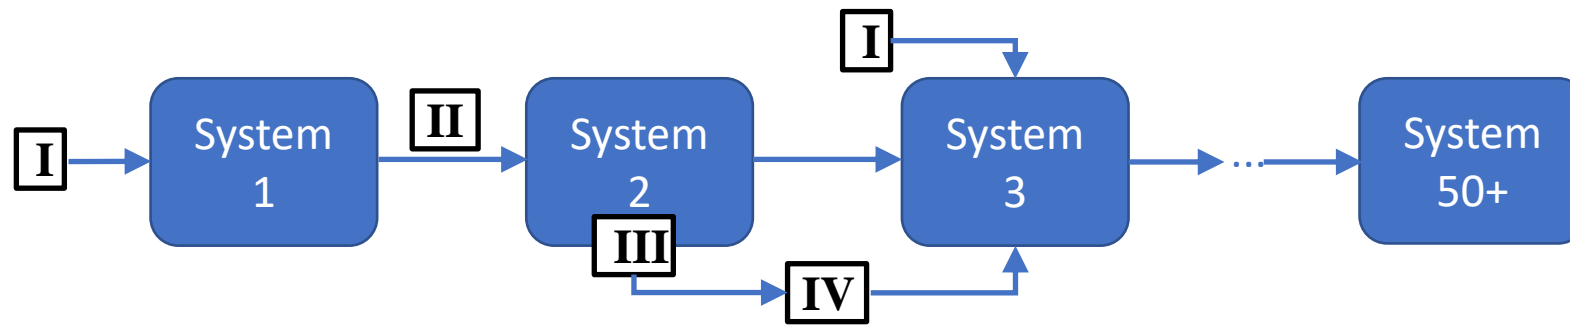 I
System
1
II
System
2
III
IV
I
System
3
...
System
50+